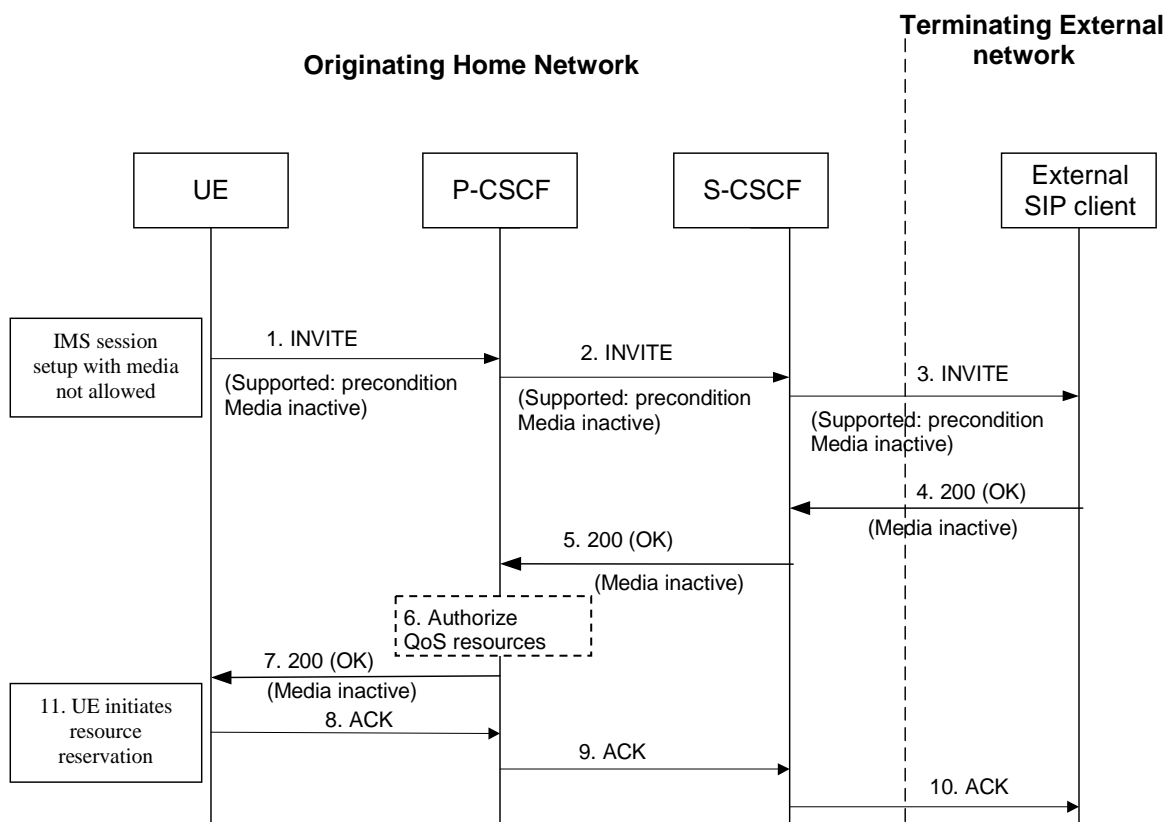 Terminating External
network
Originating Home Network
UE
P-CSCF
S-CSCF
External
SIP client
IMS session
setup with media
not allowed
1. INVITE
(Supported: precondition
Media inactive)
2. INVITE
(Supported: precondition
Media inactive)
3. INVITE
(Supported: precondition
Media inactive)
4. 200 (OK)
(Media inactive)
5. 200 (OK)
(Media inactive)
6. Authorize
QoS resources
7. 200 (OK)
(Media inactive)
11. UE initiates
resource
reservation
8. ACK
9. ACK
10. ACK